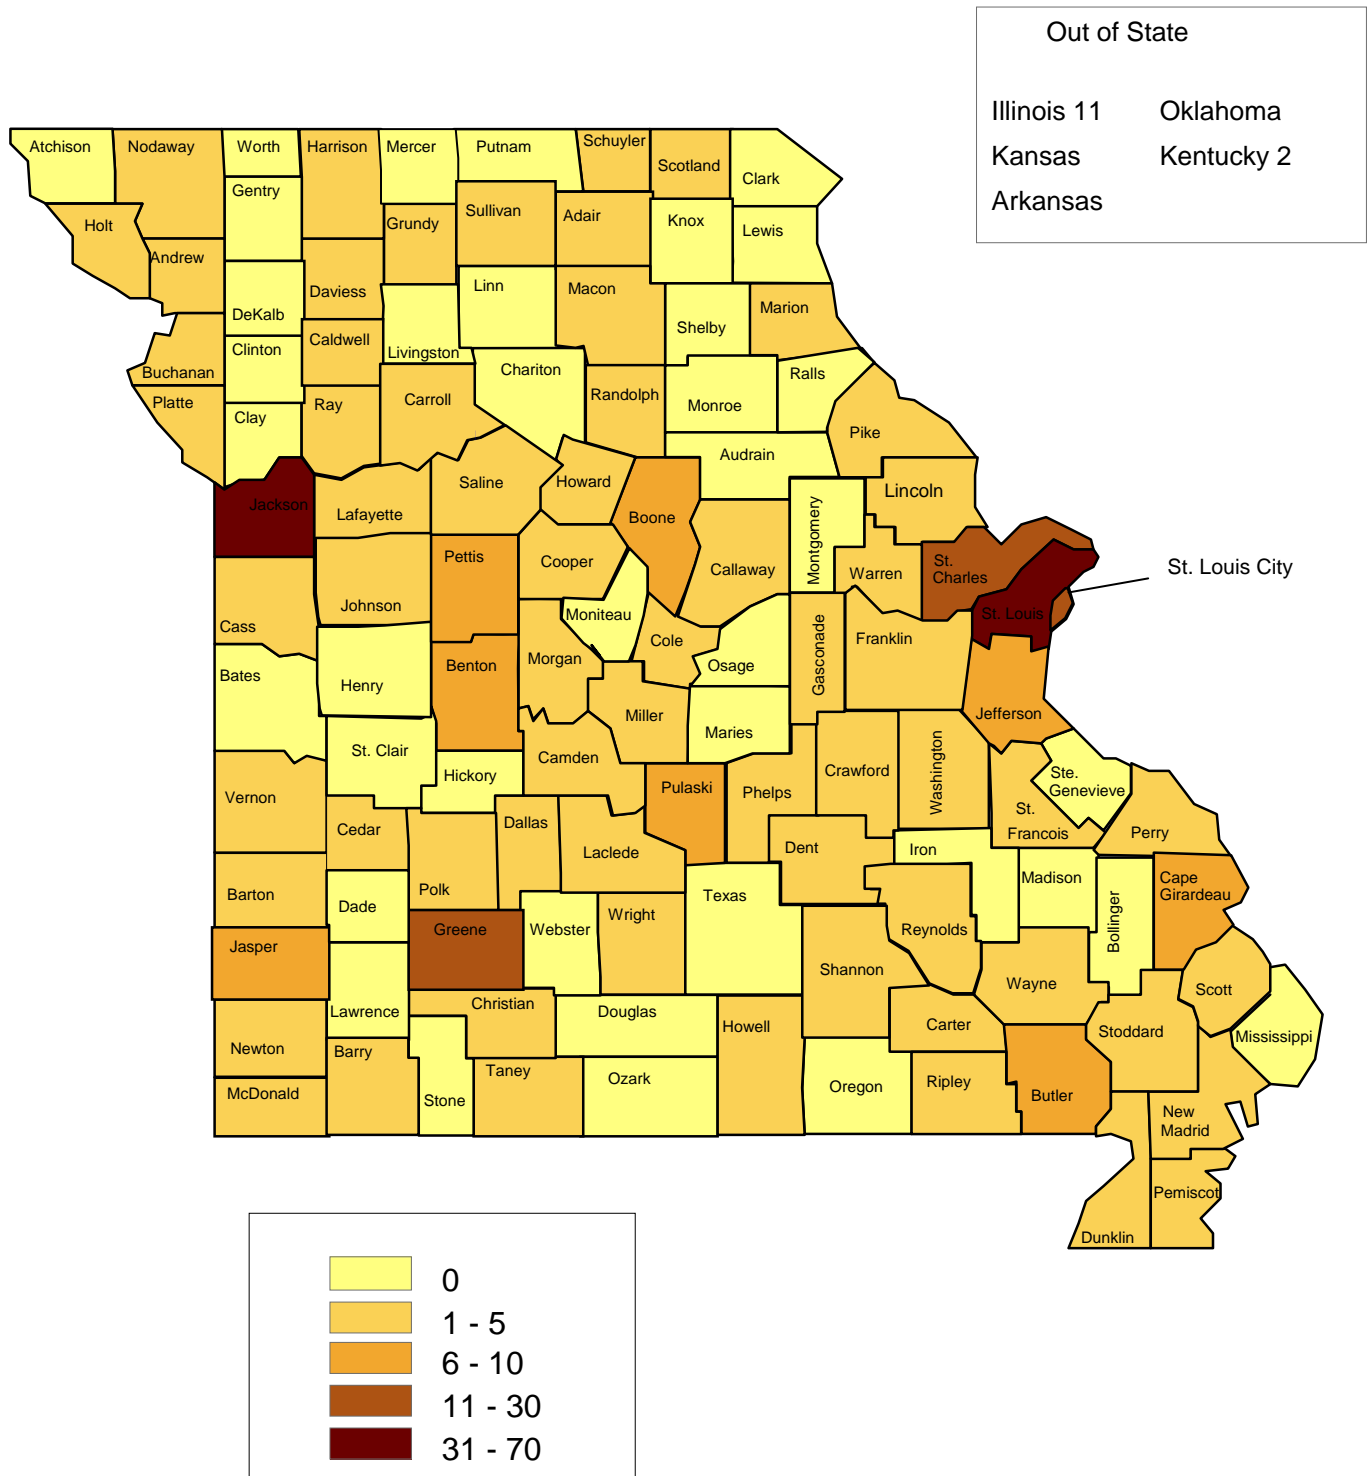 Out of State
Illinois 11 Oklahoma
Kansas Kentucky 2
Arkansas
Atchison Nodaway Worth Harrison Mercer Putnam Schuyler
Scotland
Clark
Gentry
Holt
Grundy
Sullivan
Adair
Knox
Lewis
Andrew
DeKalb
Daviess
Linn
Macon
Shelby
Marion
Buchanan
Clinton
Caldwell
Livingston
Chariton
Randolph
Monroe
Ralls
Platte
Clay
Ray
Carroll
Pike
Audrain
Jackson
Lafayette
Saline
Howard
Boone
Lincoln
Montgomery
Pettis
Cooper
Callaway
Warren
St.
Charles
St. Louis City
Johnson
Cass
Moniteau
St. Louis
Bates
Henry
Benton
Morgan
Cole
Osage
Gasconade
Franklin
Miller
Maries
Jefferson
St. Clair
Hickory
Camden
Pulaski
Phelps
Crawford
Washington
Ste.
Genevieve
St.
Francois
Vernon
Cedar
Dallas
Laclede
Dent
Iron
Perry
Barton
Dade
Polk
Wright
Texas
Madison
Bollinger
Cape
Girardeau
Jasper
Greene
Webster
Reynolds
Shannon
Wayne
Scott
Lawrence
Christian
Douglas
Howell
Carter
Stoddard
Mississippi
Newton
Barry
Taney
Ozark
Oregon
Ripley
Butler
McDonald
Stone
New
Madrid
Pemiscot
Dunklin
0
1 - 5
6 - 10
11 - 30
31 - 70